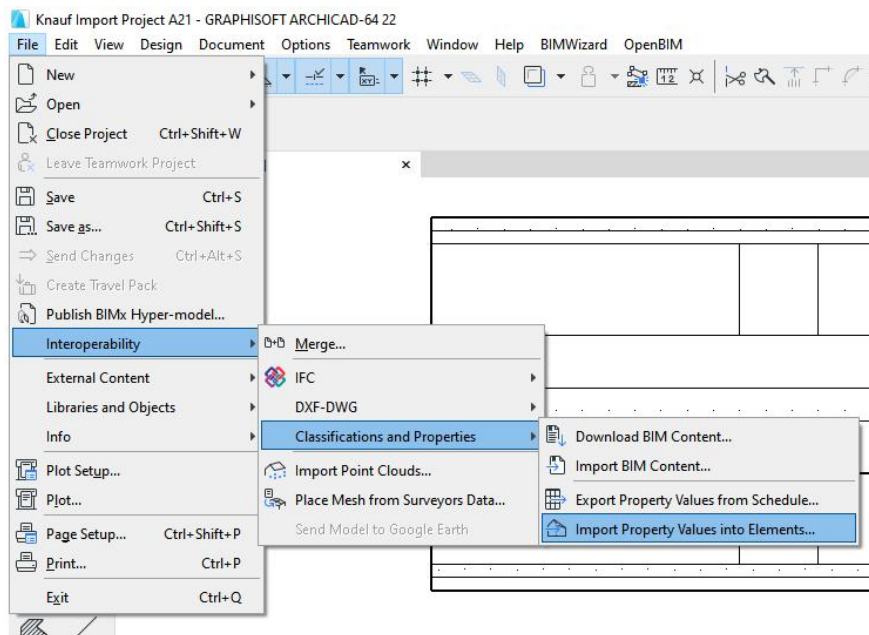 Knauf Import Project A21 - GRAPHISOFT ARCHICAD-64 22
File Edit View Design Document Options Teamwork Window Help BIMWizard OpenBIM
New
Open
Close Project Ctrl+Shift+W
Leave Teamwork Project
Save Ctrl+S
Save as... Ctrl+Shift+S
Send Changes Ctrl+Alt+S
Create Travel Pack
Publish BIMx Hyper-model...
Interoperability
External Content
Libraries and Objects
Info
Plot Setup...
Plot...
Page Setup... Ctrl+Shift+P
Print... Ctrl+P
Exit Ctrl+Q
Merge...
IFC
DXF-DWG
Classifications and Properties
Import Point Clouds...
Place Mesh from Surveyors Data...
Send Model to Google Earth
Download BIM Content...
Import BIM Content...
Export Property Values from Schedule...
Import Property Values into Elements...